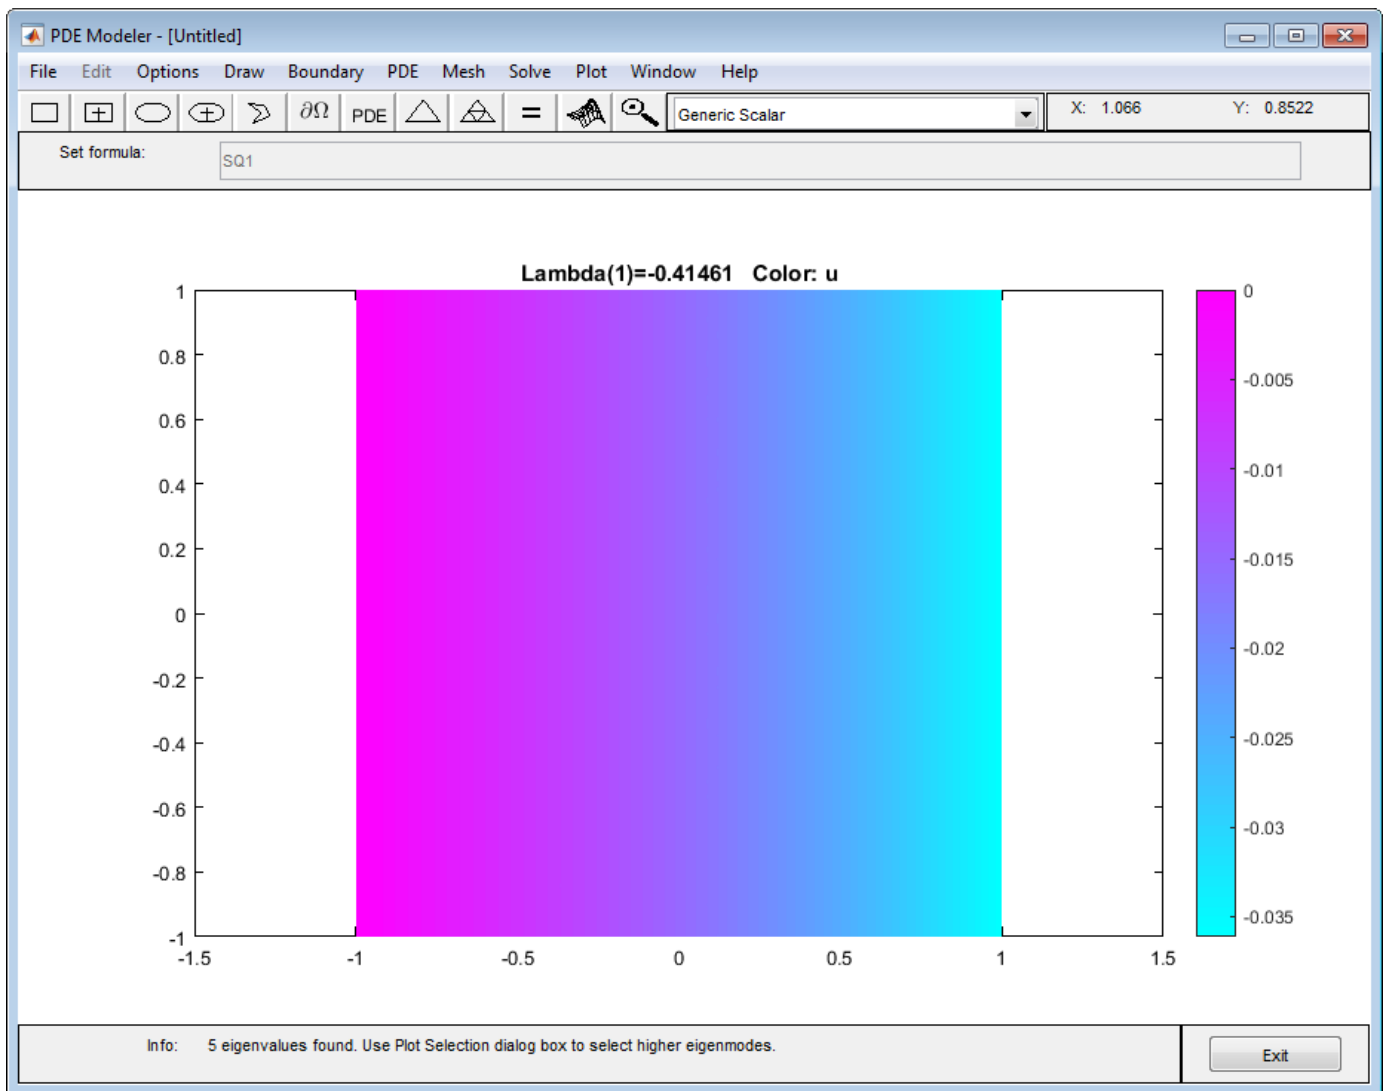 PDE Modeler - [Untitled]
File Edit Options Draw Boundary PDE Mesh Solve Plot Window Help
∂Ω PDE = Generic Scalar X: 1.066 Y: 0.8522
Set formula: SQ1
Lambda(1)=-0.41461 Color: u
1
0.8
0.6
0.4
0.2
0
-0.2
-0.4
-0.6
-0.8
-1
-1.5 -1 -0.5 0 0.5 1 1.5
0
-0.005
-0.01
-0.015
-0.02
-0.025
-0.03
-0.035
Info: 5 eigenvalues found. Use Plot Selection dialog box to select higher eigenmodes.
Exit